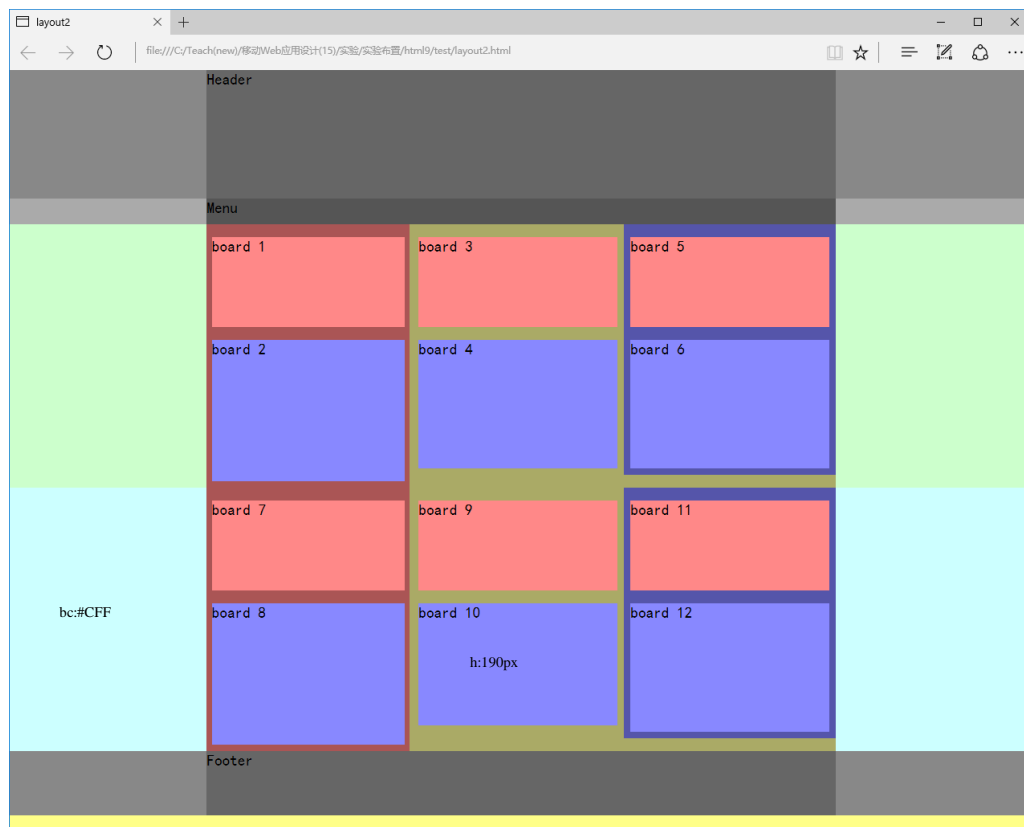 layout2
file:///C:/Teach(new)/移动Web应用设计(15)/实验/实验布置/html9/test/layout2.html
Header
Menu
board 1
board 3
board 5
board 2
board 4
board 6
board 7
board 9
board 11
board 8
board 10
board 12
bc:#CFF
h:190px
Footer